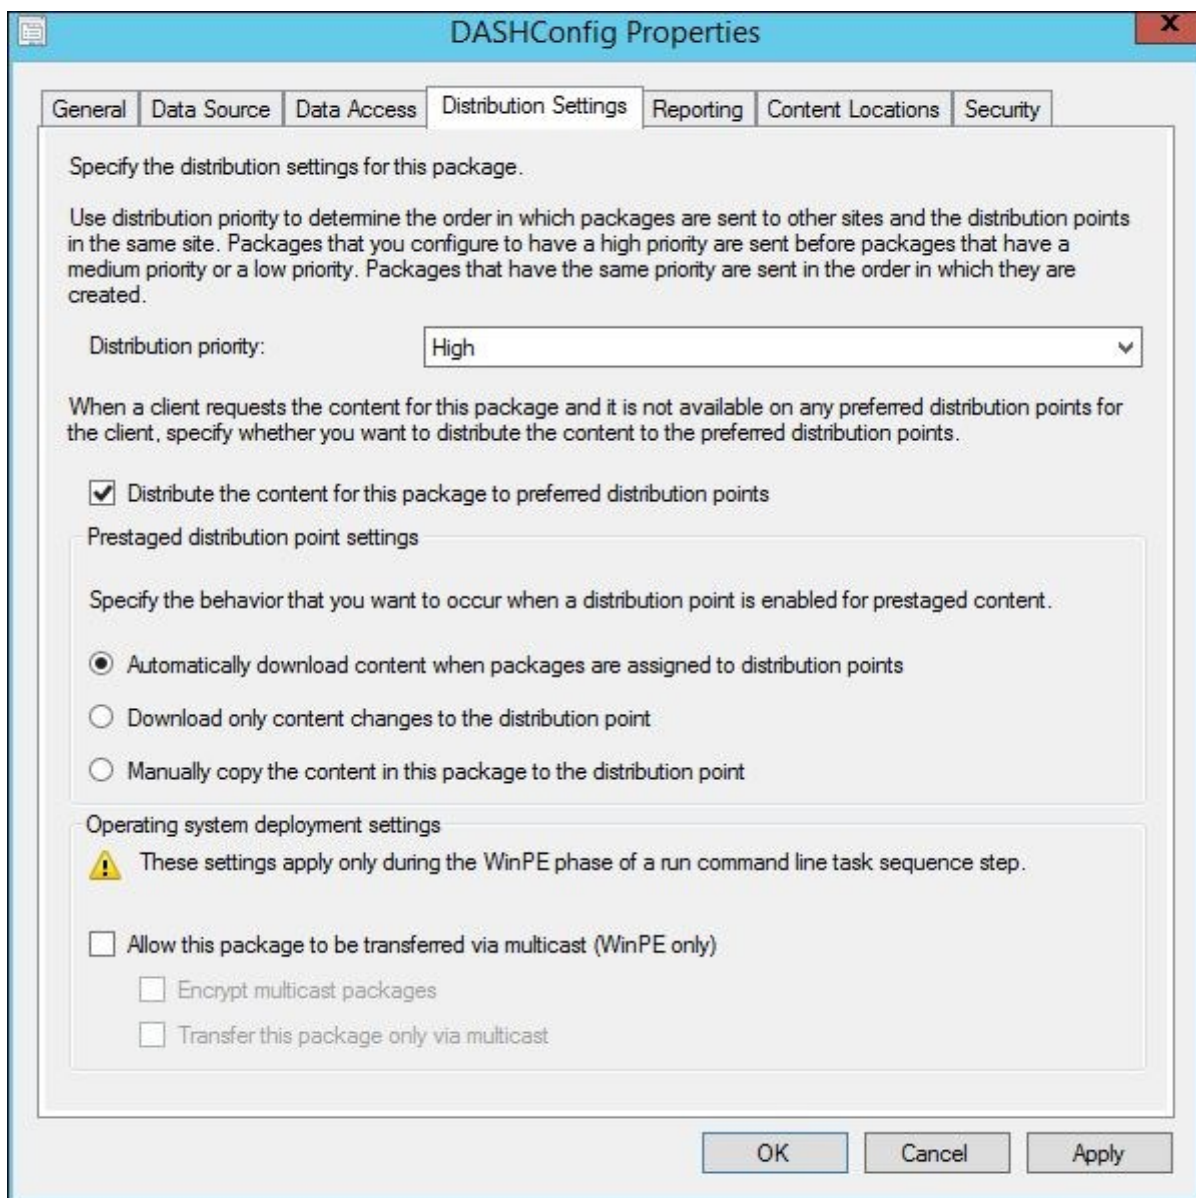 DASHConfig Properties
X
General Data Source Data Access Distribution Settings Reporting Content Locations Security
Specify the distribution settings for this package.
Use distribution priority to determine the order in which packages are sent to other sites and the distribution points
in the same site. Packages that you configure to have a high priority are sent before packages that have a
medium priority or a low priority. Packages that have the same priority are sent in the order in which they are
created.
Distribution priority: High
When a client requests the content for this package and it is not available on any preferred distribution points for
the client, specify whether you want to distribute the content to the preferred distribution points.
Distribute the content for this package to preferred distribution points
Prestaged distribution point settings
Specify the behavior that you want to occur when a distribution point is enabled for prestaged content.
Automatically download content when packages are assigned to distribution points
Download only content changes to the distribution point
Manually copy the content in this package to the distribution point
Operating system deployment settings
These settings apply only during the WinPE phase of a run command line task sequence step.
Allow this package to be transferred via multicast (WinPE only)
Encrypt multicast packages
Transfer this package only via multicast
OK Cancel Apply